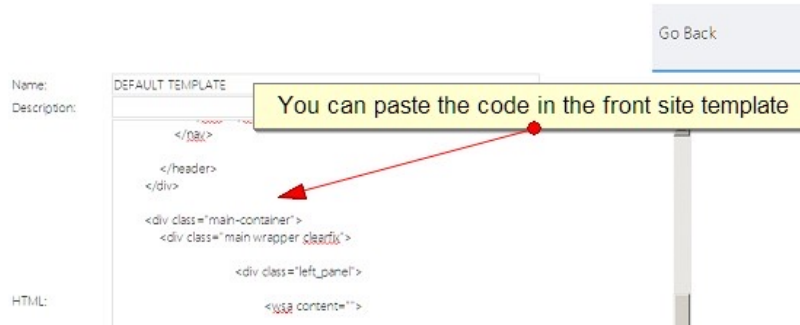 Go Back
Name: DEFAULT TEMPLATE
You can paste the code in the front site template
Description:
</nav>
</header>
</div>
<div class="main-container">
<div class="main wrapper clearfix">
<div class="left_panel">
HTML: <wsa content="">